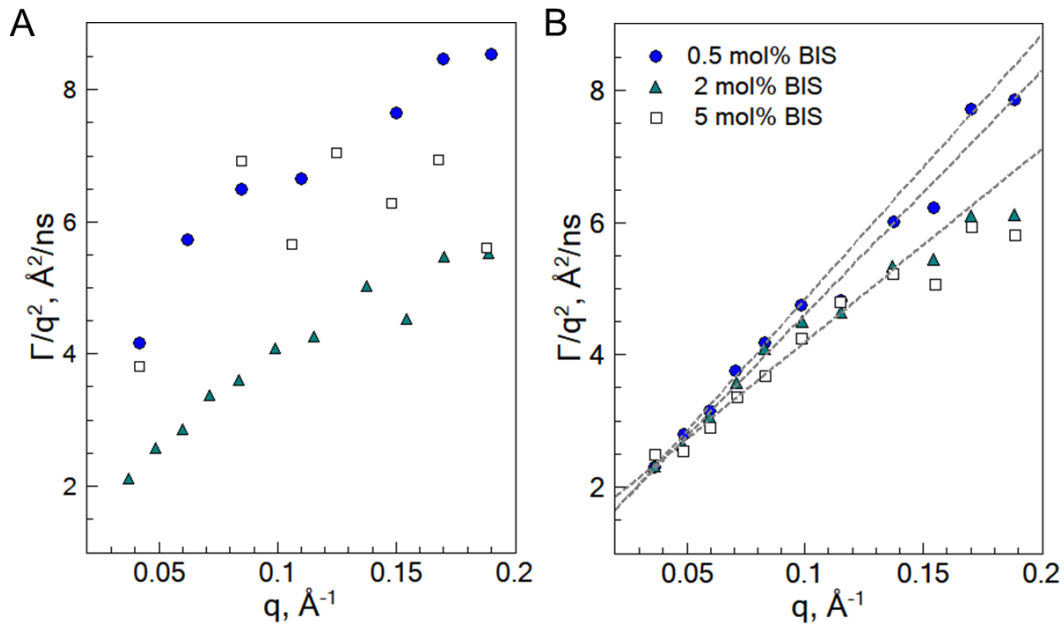 A
Γ/q², Å²/ns
8
6
4
2
0.05
0.1
0.15
0.2
q, Å⁻¹
B
0.5 mol% BIS
2 mol% BIS
5 mol% BIS
Γ/q², Å²/ns
8
6
4
2
0.05
0.1
0.15
0.2
q, Å⁻¹